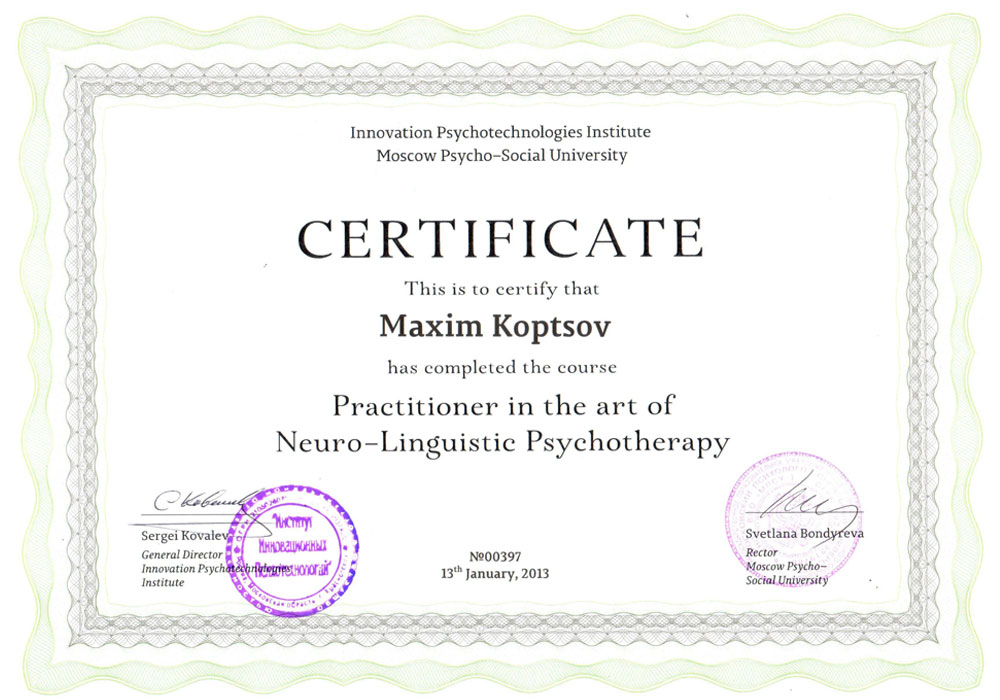 Innovation Psychotechnologies Institute
Moscow Psycho–Social University
CERTIFICATE
This is to certify that
Maxim Koptsov
has completed the course
Practitioner in the art of
Neuro–Linguistic Psychotherapy
Sergei Kovalev
General Director
Innovation Psychotechnologies
Institute
"Институт
Инновационных
Психотехнологий"
№00397
13th January, 2013
Svetlana Bondyreva
Rector
Moscow Psycho–
Social University